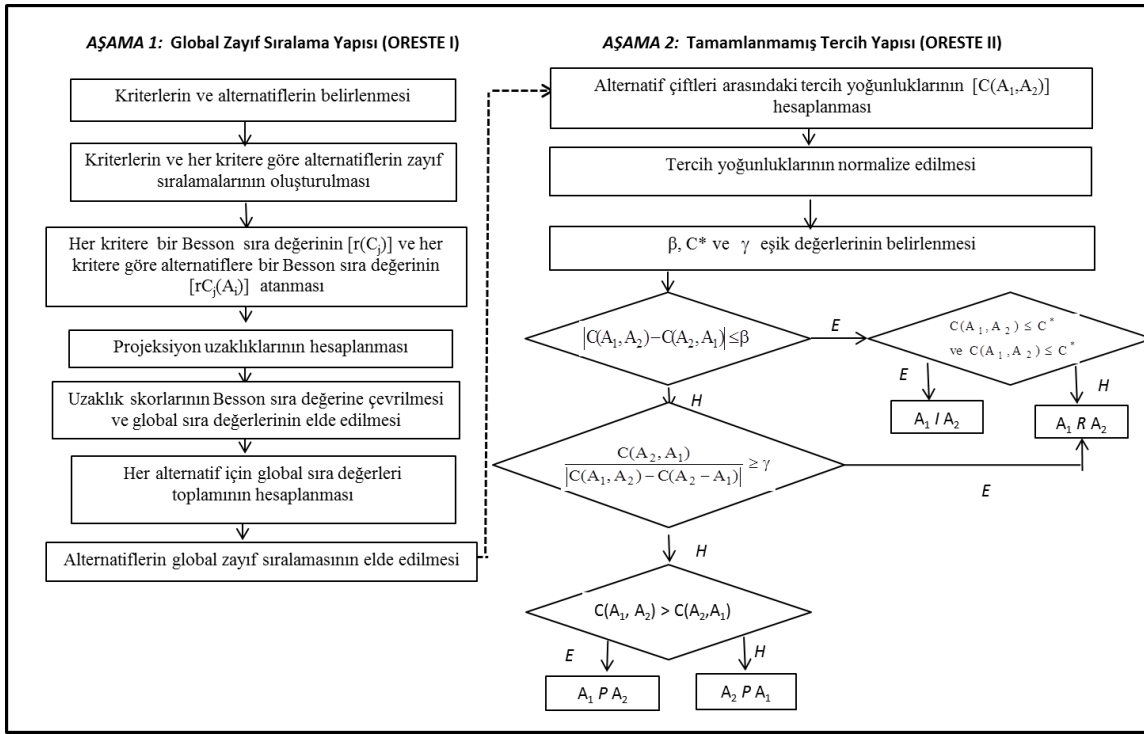 AŞAMA 1: Global Zayıf Sıralama Yapısı (ORESTE I)
Kriterlerin ve alternatiflerin belirlenmesi
Kriterlerin ve her kritere göre alternatiflerin zayıf
sıralamalarının oluşturulması
Her kritere bir Besson sıra değerinin [r(Cj)] ve her
kritere göre alternatiflere bir Besson sıra değerinin
[rCj(Ai)] atanması
Projeksiyon uzaklıklarının hesaplanması
Uzaklık skorlarının Besson sıra değerine çevrilmesi
ve global sıra değerlerinin elde edilmesi
Her alternatif için global sıra değerleri
toplamının hesaplanması
Alternatiflerin global zayıf sıralamasının elde edilmesi
AŞAMA 2: Tamamlanmamış Tercih Yapısı (ORESTE II)
Alternatif çiftleri arasındaki tercih yoğunluklarının [C(A1,A2)]
hesaplanması
Tercih yoğunluklarının normalize edilmesi
β, C* ve γ eşik değerlerinin belirlenmesi
|C(A1,A2)−C(A2,A1)|≤β
E
C(A1,A2) ≤ C*
ve C(A1,A2) ≤ C*
E
H
H
A1 I A2
A1 R A2
C(A2,A1)
|C(A1,A2)−C(A2−A1)| ≥ γ
E
H
C(A1, A2) > C(A2,A1)
E
H
A1 P A2
A2 P A1